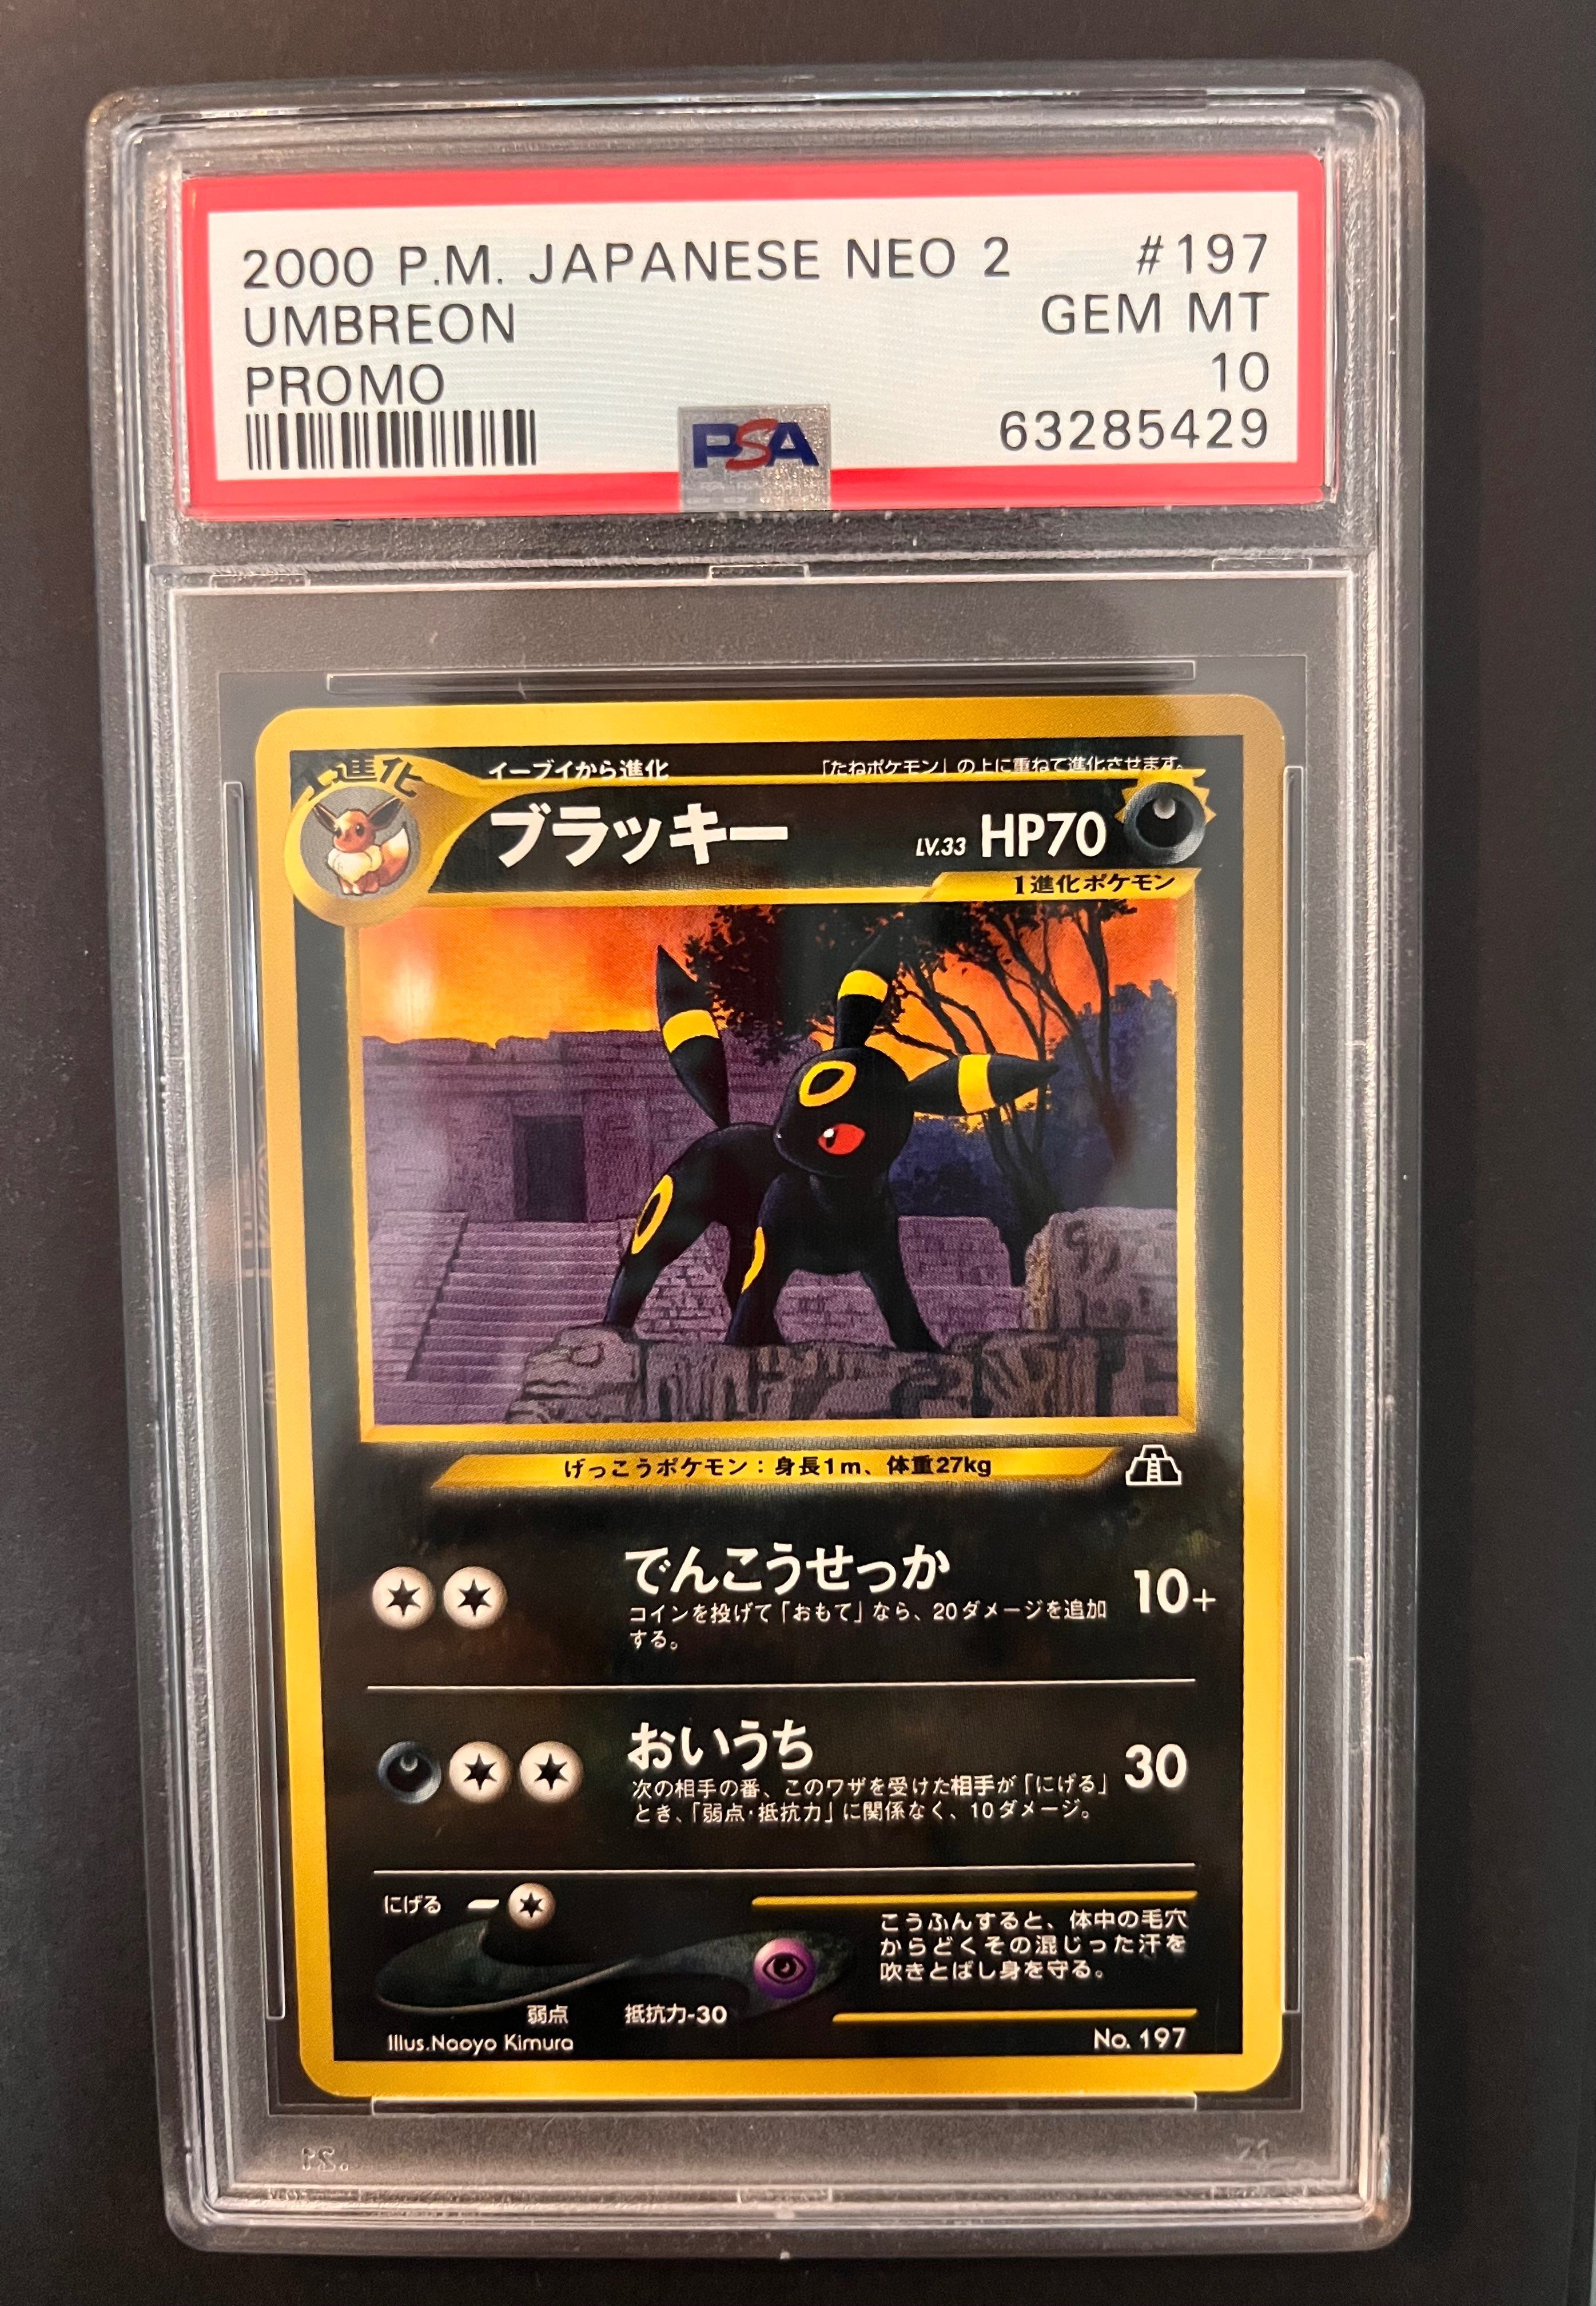 2000 P.M. JAPANESE NEO 2 #197
UMBREON GEM MT
PROMO 10
PSA 63285429
1進化 イーブイから進化 「たねポケモン」の上に重ねて進化させます。
ブラッキー LV.33 HP70
1進化ポケモン
げっこうポケモン：身長1m、体重27kg
でんこうせっか 10+
コインを投げて「おもて」なら、20ダメージを追加
する。
おいうち 30
次の相手の番、このワザを受けた相手が「にげる」
とき、「弱点・抵抗力」に関係なく、10ダメージ。
にげる
こうふんすると、体中の毛穴
からどくその混じった汗を
吹きとばし身を守る。
弱点 抵抗力-30
Illus.Naoyo Kimura No. 197